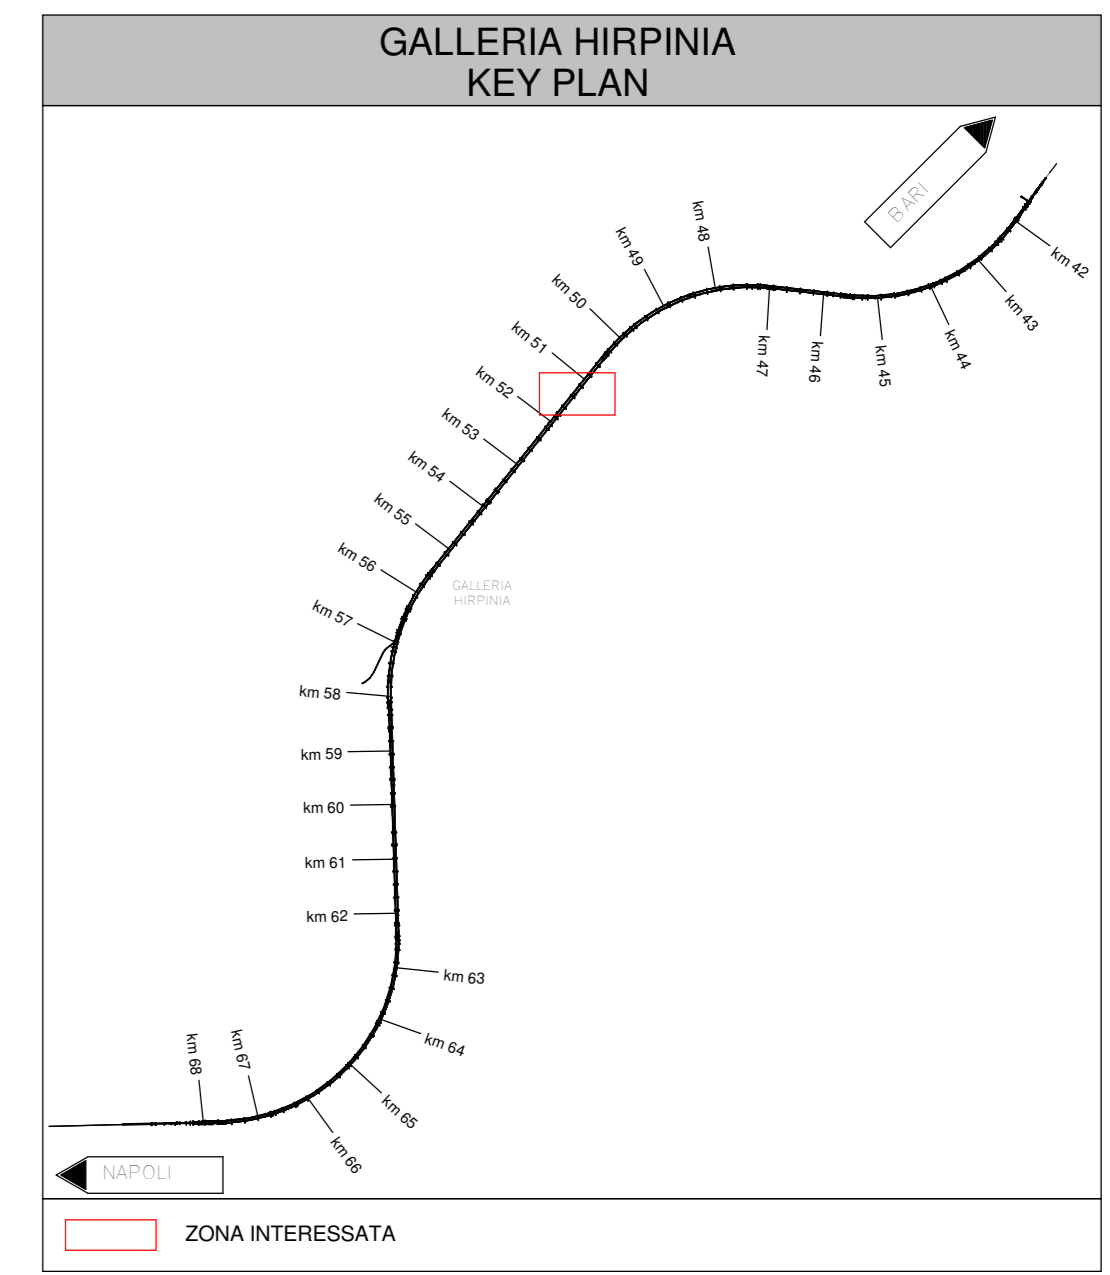 GALLERIA HIRPINIA
KEY PLAN
BARI
km 42
km 43
km 44
km 45
km 46
km 47
km 48
km 49
km 50
km 51
km 52
km 53
km 54
km 55
km 56
GALLERIA
HIRPINIA
km 57
km 58
km 59
km 60
km 61
km 62
km 63
km 64
km 65
km 66
km 67
km 68
NAPOLI
ZONA INTERESSATA